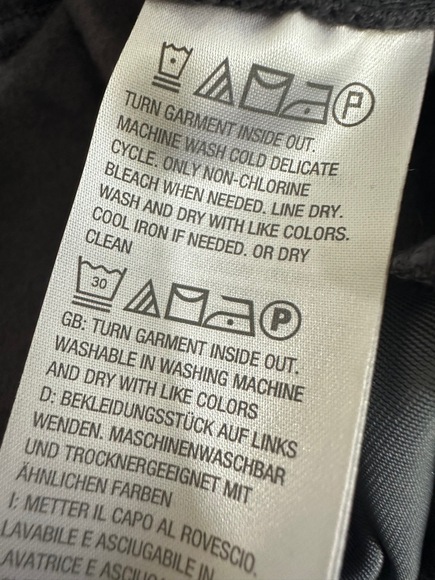 P
TURN GARMENT INSIDE OUT.
MACHINE WASH COLD DELICATE
CYCLE. ONLY NON-CHLORINE
BLEACH WHEN NEEDED. LINE DRY.
WASH AND DRY WITH LIKE COLORS.
COOL IRON IF NEEDED. OR DRY
CLEAN
30 P
GB: TURN GARMENT INSIDE OUT.
WASHABLE IN WASHING MACHINE
AND DRY WITH LIKE COLORS
D: BEKLEIDUNGSSTÜCK AUF LINKS
WENDEN. MASCHINENWASCHBAR
UND TROCKNERGEEIGNET MIT
ÄHNLICHEN FARBEN
I: METTER IL CAPO AL ROVESCIO.
LAVABILE E ASCIUGABILE IN